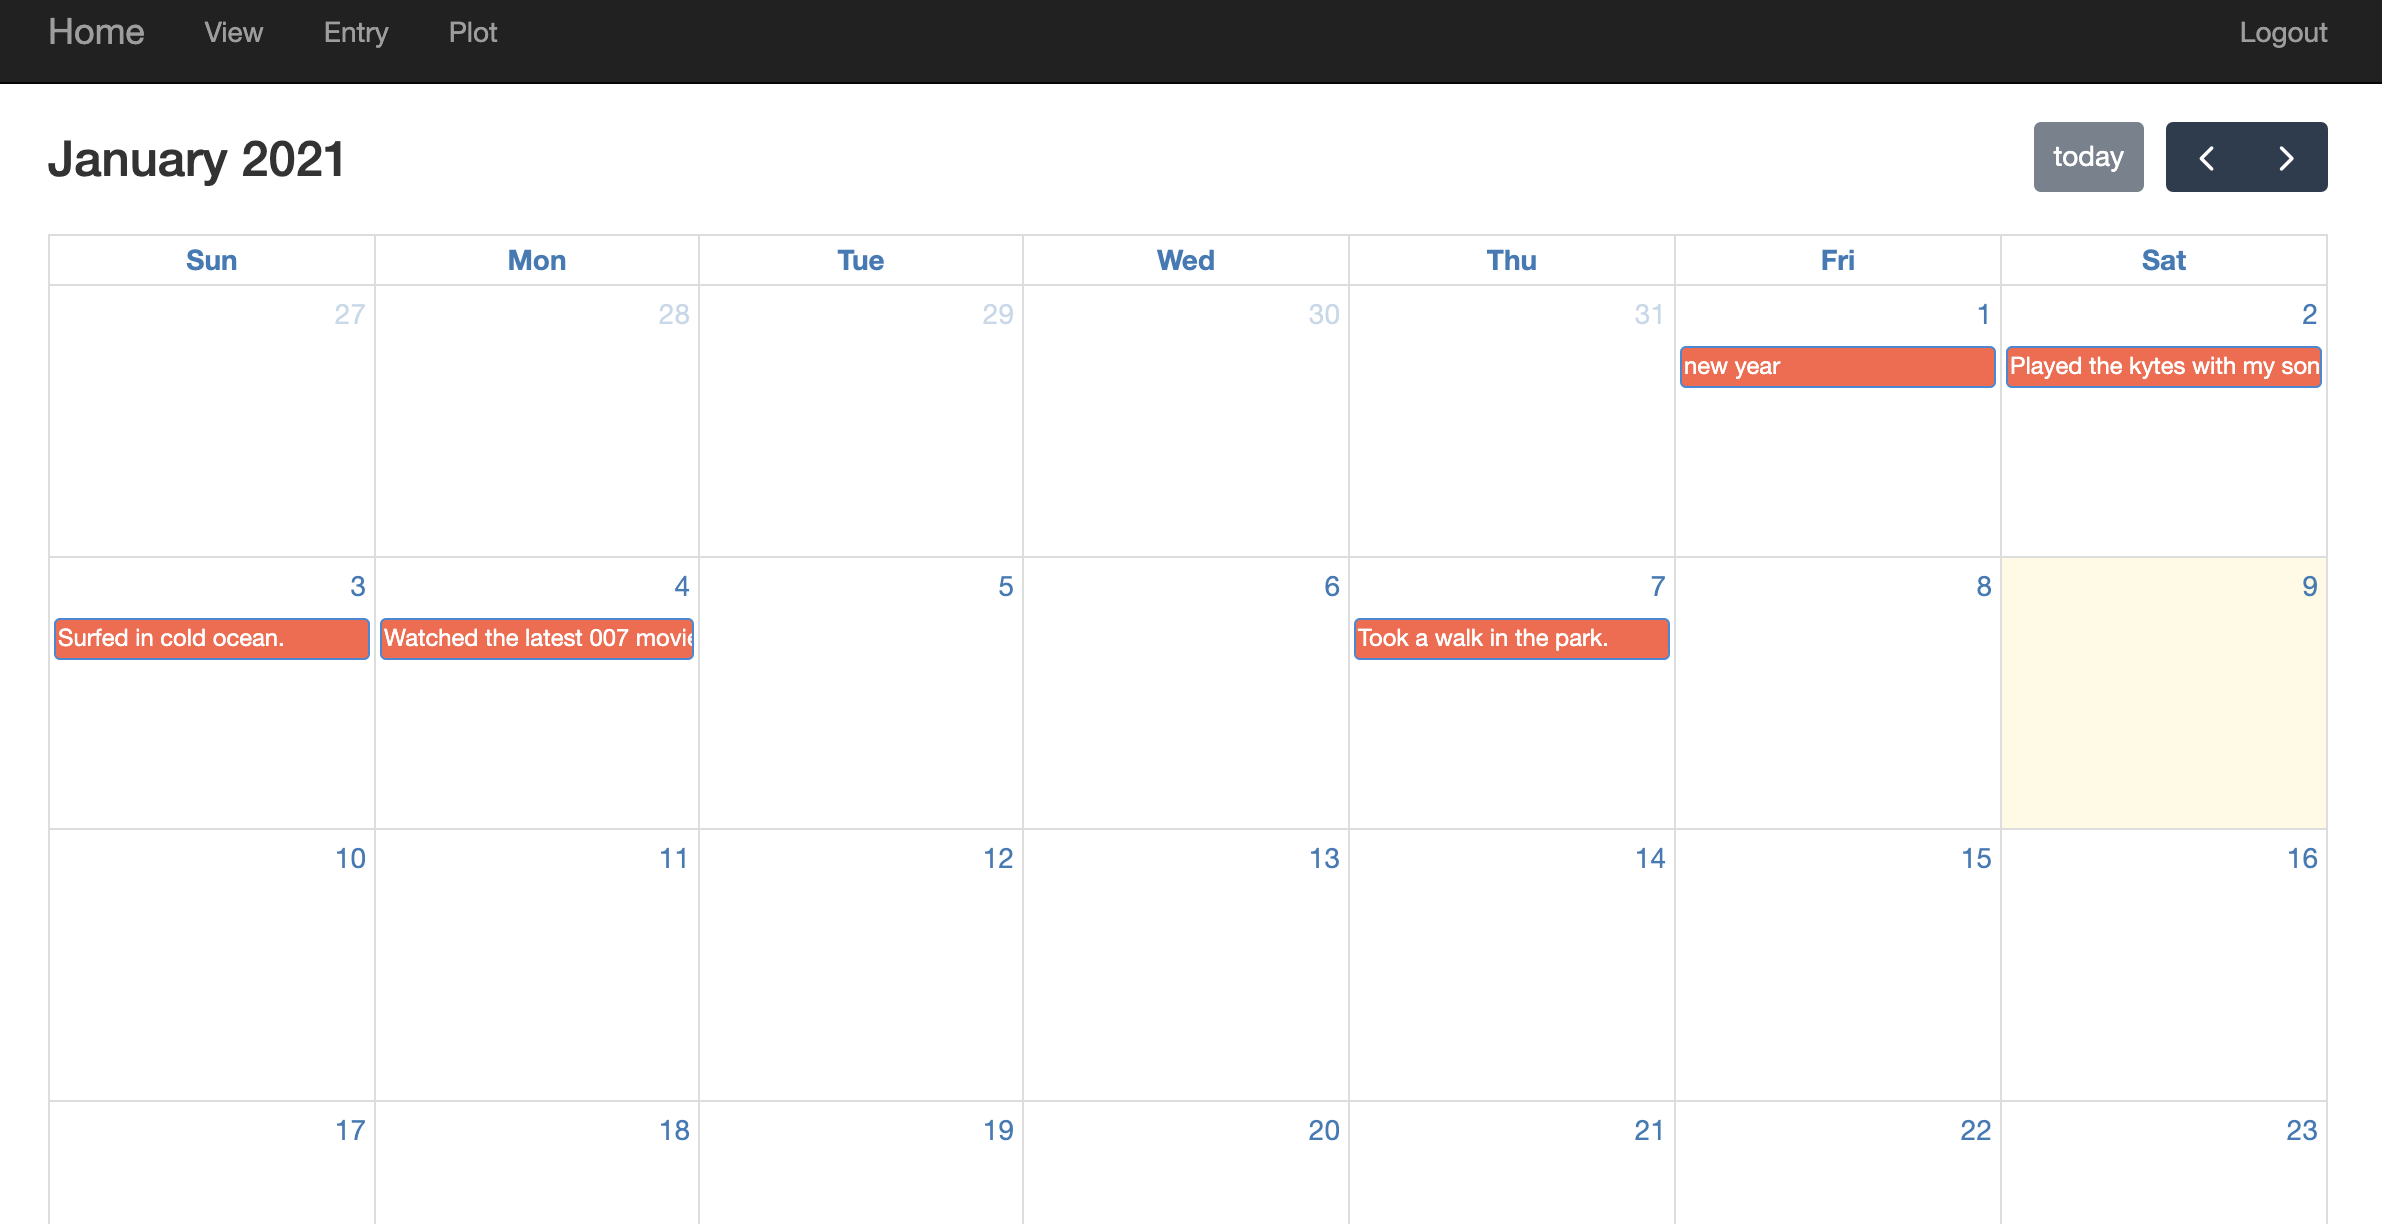 Home View Entry Plot Logout
January 2021
today
Sun Mon Tue Wed Thu Fri Sat
27 28 29 30 31 1 2
new year Played the kytes with my son
3 4 5 6 7 8 9
Surfed in cold ocean. Watched the latest 007 movie Took a walk in the park.
10 11 12 13 14 15 16
17 18 19 20 21 22 23